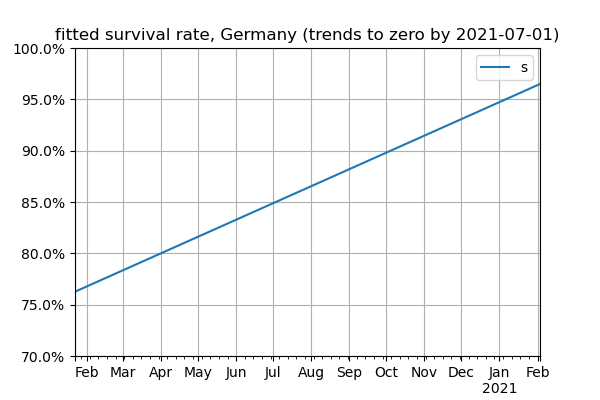 fitted survival rate, Germany (trends to zero by 2021-07-01)
100.0%
s
95.0%
90.0%
85.0%
80.0%
75.0%
70.0%
Feb Mar Apr May Jun Jul Aug Sep Oct Nov Dec Jan Feb
2021